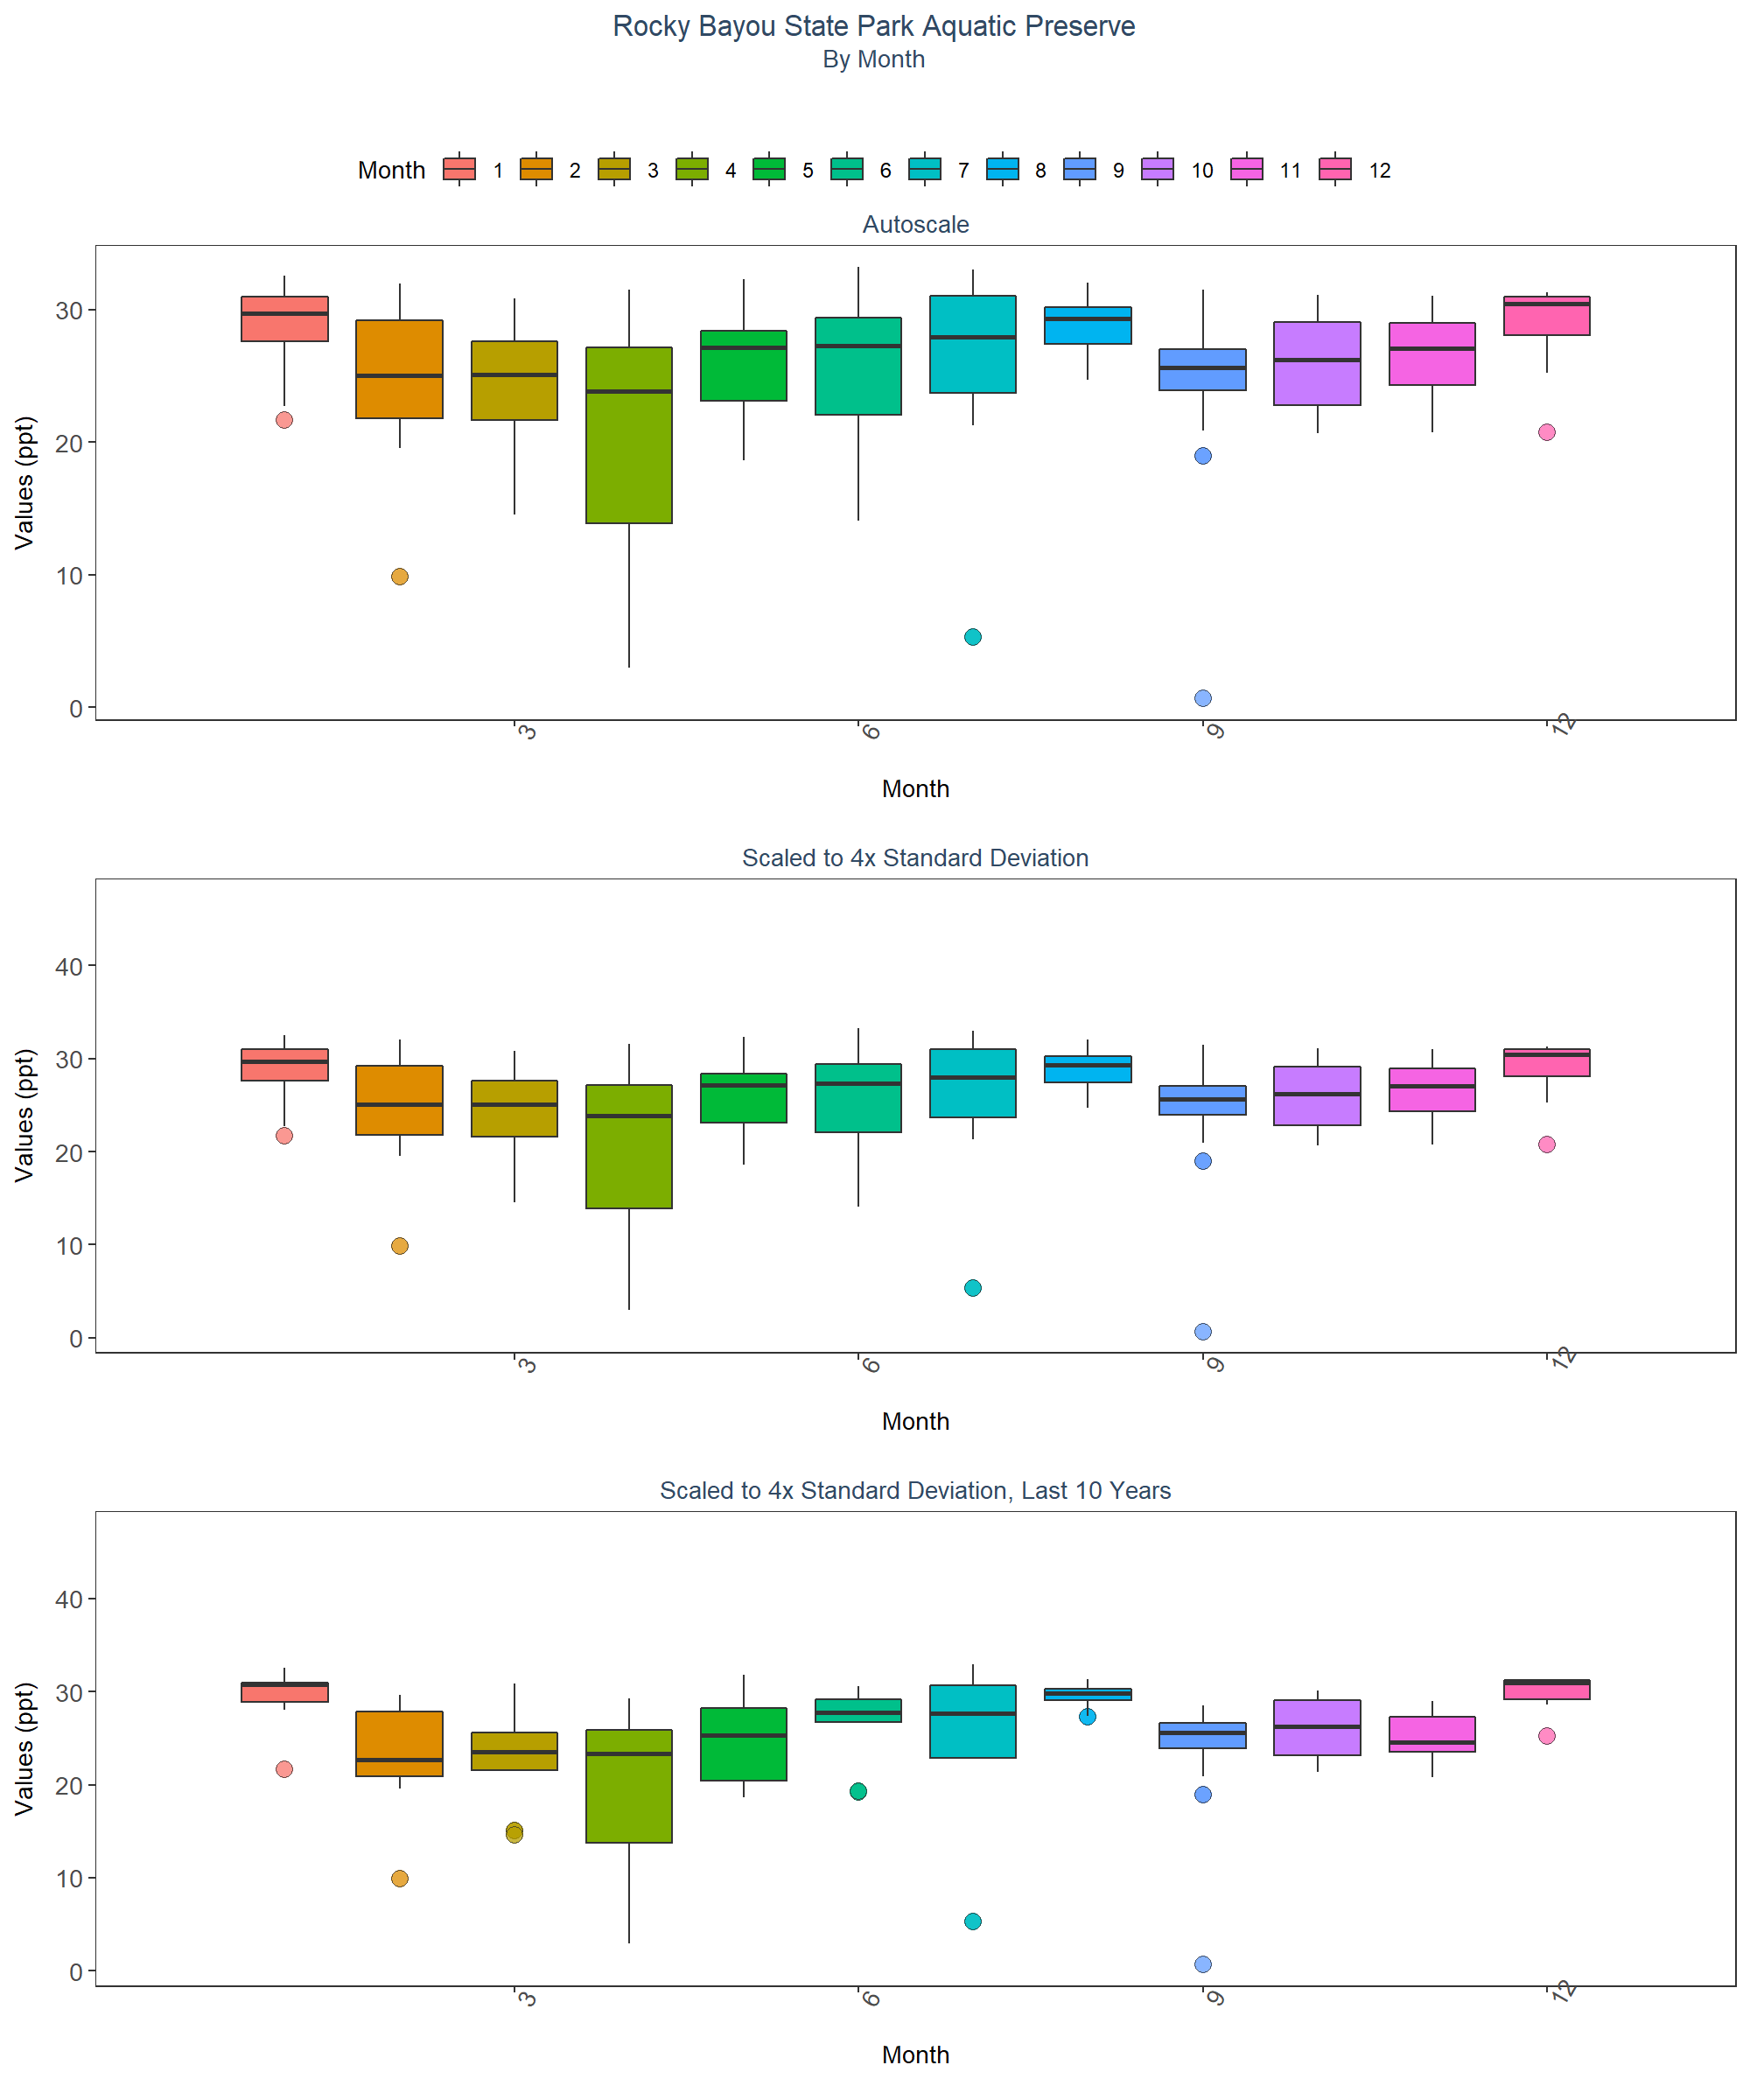 Rocky Bayou State Park Aquatic Preserve
By Month
Month 1 2 3 4 5 6 7 8 9 10 11 12
Autoscale
Values (ppt)
30
20
10
0
3 6 9 12
Month
Scaled to 4x Standard Deviation
Values (ppt)
40
30
20
10
0
3 6 9 12
Month
Scaled to 4x Standard Deviation, Last 10 Years
Values (ppt)
40
30
20
10
0
3 6 9 12
Month